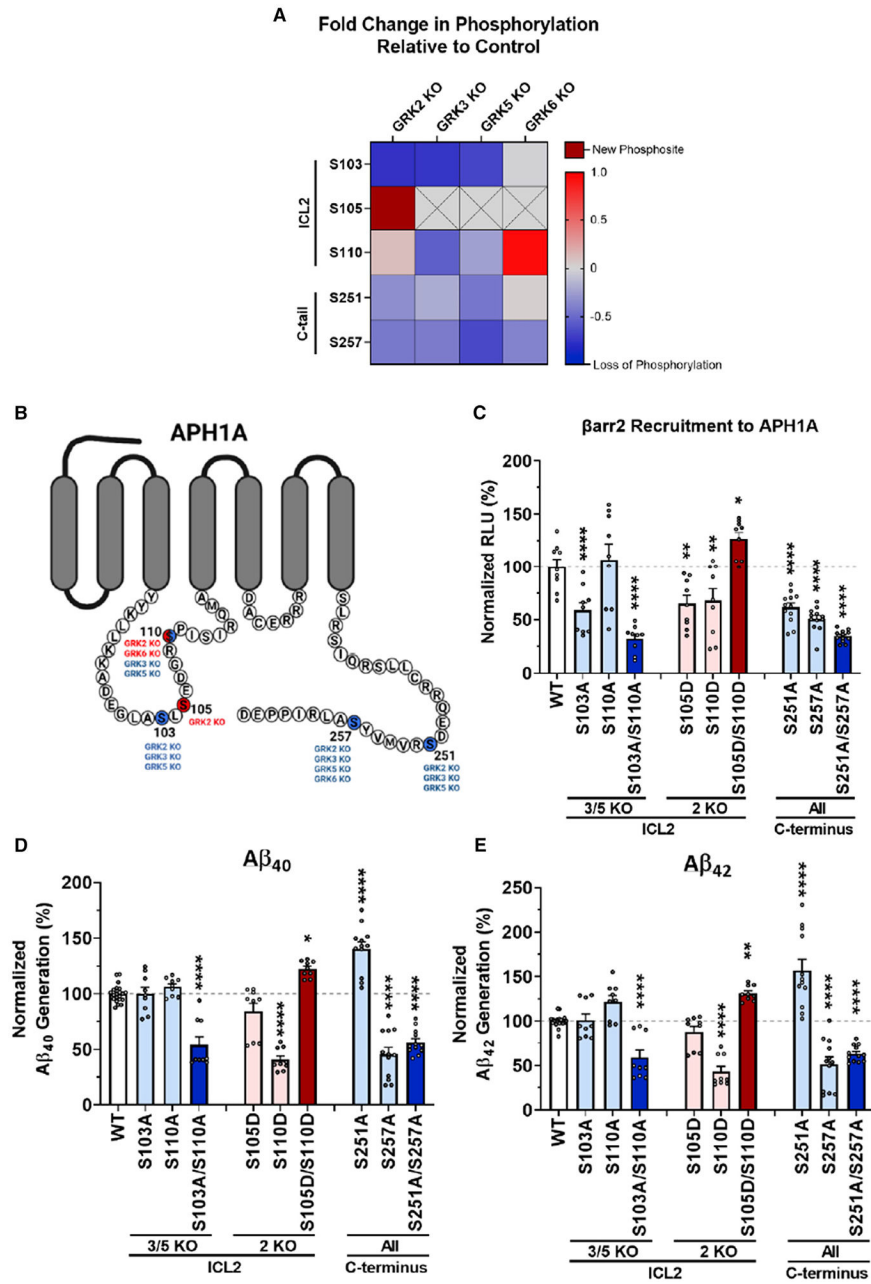 A
Fold Change in Phosphorylation
Relative to Control
GRK2 KO
GRK3 KO
GRK5 KO
GRK6 KO
ICL2
S103
S105
S110
C-tail
S251
S257
New Phosphosite
1.0
0.5
0
-0.5
Loss of Phosphorylation
B
APH1A
Y Y K L L K K A D E G L A S L S E D G R S P I S I
R Q M A
D A C E R R R
S L R S I Q R S L L C R R Q E D S R V M V Y S A L R I P P E D
110
GRK2 KO
GRK6 KO
GRK3 KO
GRK5 KO
105
GRK2 KO
103
GRK2 KO
GRK3 KO
GRK5 KO
257
GRK2 KO
GRK3 KO
GRK5 KO
GRK6 KO
251
GRK2 KO
GRK3 KO
GRK5 KO
C
βarr2 Recruitment to APH1A
Normalized RLU (%)
200
150
100
50
0
**** **** ** ** * **** **** ****
WT
S103A
S110A
S103A/S110A
S105D
S110D
S105D/S110D
S251A
S257A
S251A/S257A
3/5 KO
2 KO
All
ICL2
C-terminus
D
Aβ40
Normalized
Aβ40 Generation (%)
200
150
100
50
0
**** **** * **** **** ****
WT
S103A
S110A
S103A/S110A
S105D
S110D
S105D/S110D
S251A
S257A
S251A/S257A
3/5 KO
2 KO
All
ICL2
C-terminus
E
Aβ42
Normalized
Aβ42 Generation (%)
250
200
150
100
50
0
**** **** ** **** **** ****
WT
S103A
S110A
S103A/S110A
S105D
S110D
S105D/S110D
S251A
S257A
S251A/S257A
3/5 KO
2 KO
All
ICL2
C-terminus